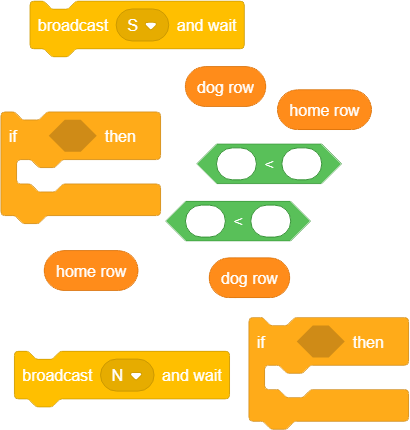 broadcast S and wait
dog row
home row
if then
<
<
home row
dog row
if then
broadcast N and wait